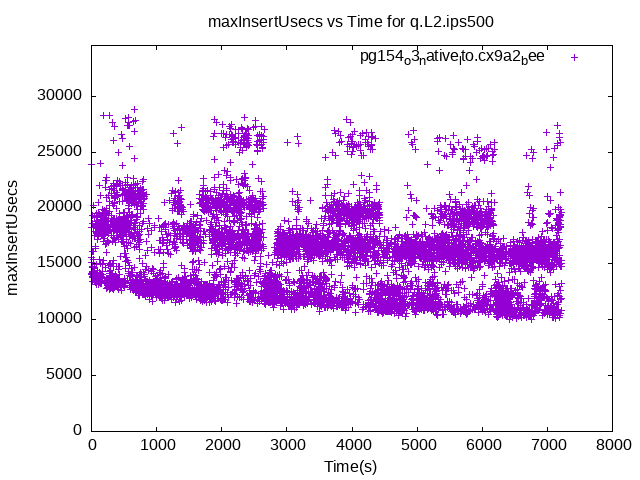 maxInsertUsecs vs Time for q.L2.ips500
pg154o3native_lto.cx9a2bee
30000
25000
20000
15000
10000
5000
0
maxInsertUsecs
0 1000 2000 3000 4000 5000 6000 7000 8000
Time(s)